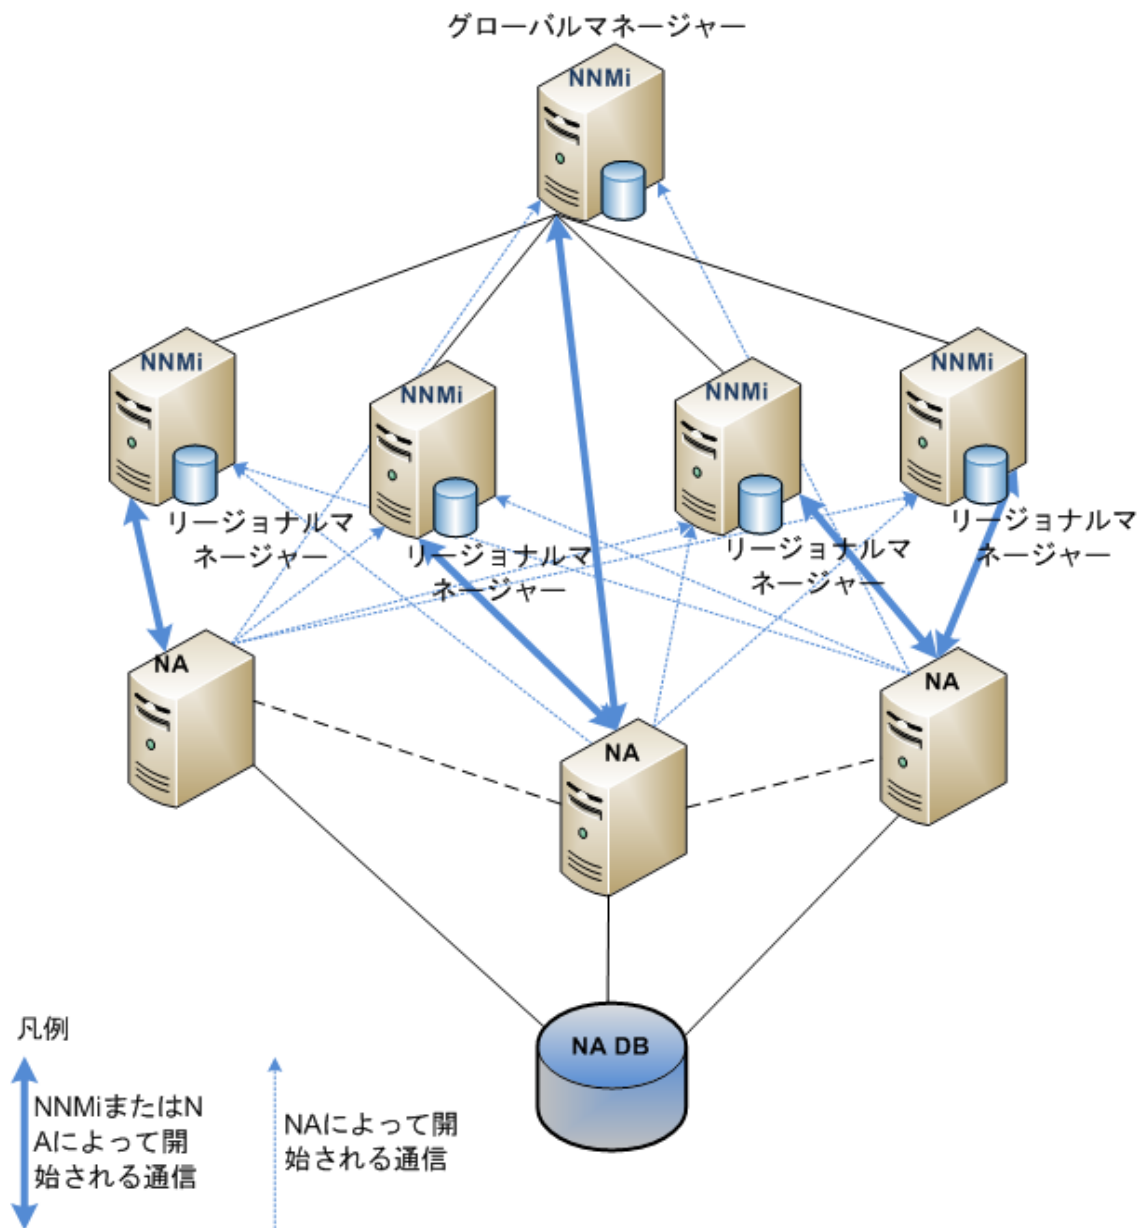 グローバルマネージャー
NNMi
NNMi
NNMi
NNMi
NNMi
リージョナルマ
ネージャー
リージョナルマ
ネージャー
リージョナルマ
ネージャー
リージョナルマ
ネージャー
NA
NA
NA
NA DB
凡例
NNMiまたはN
Aによって開
始される通信
NAによって開
始される通信